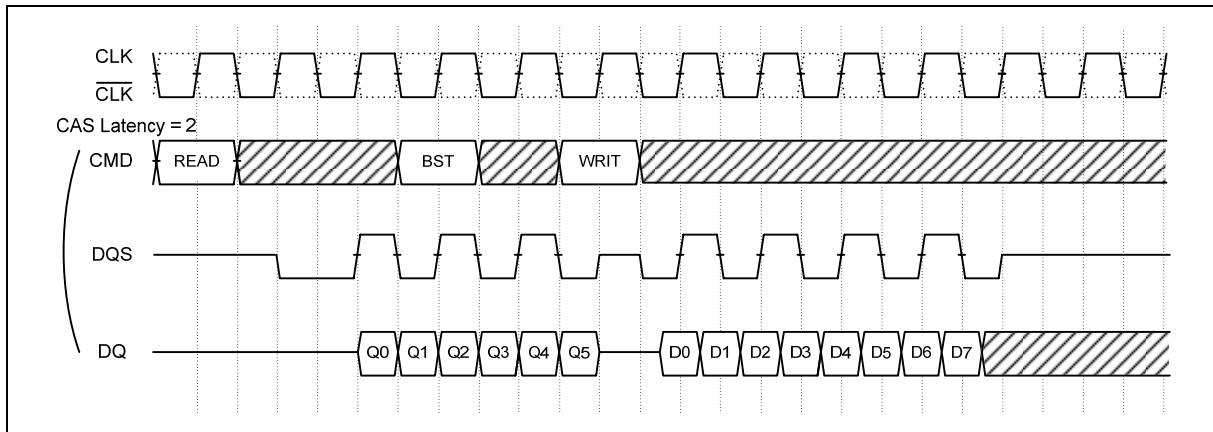 CLK
CLK
CAS Latency = 2
CMD READ BST WRIT
DQS
DQ Q0 Q1 Q2 Q3 Q4 Q5 D0 D1 D2 D3 D4 D5 D6 D7